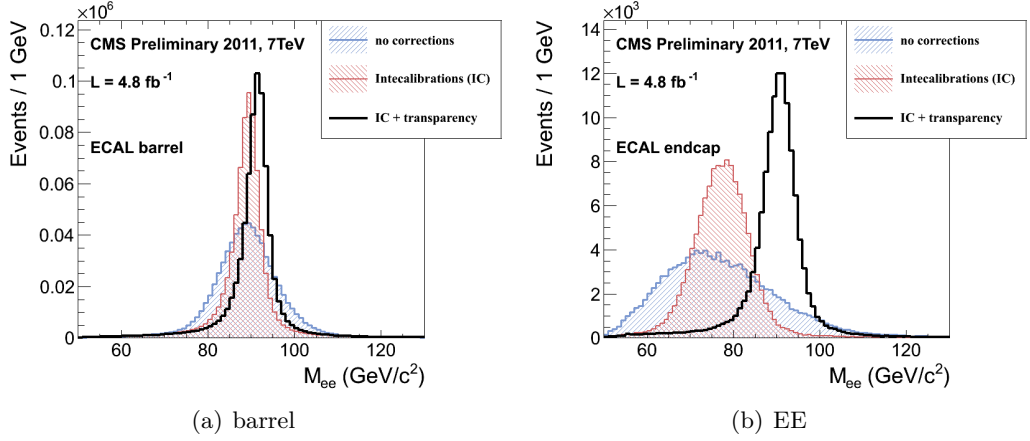 ×10⁶
Events / 1 GeV
0.12
0.1
0.08
0.06
0.04
0.02
0
CMS Preliminary 2011, 7TeV
L = 4.8 fb⁻¹
ECAL barrel
no corrections
Intecalibrations (IC)
IC + transparency
60 80 100 120
Mₑₑ (GeV/c²)
(a) barrel
×10³
Events / 1 GeV
14
12
10
8
6
4
2
0
CMS Preliminary 2011, 7TeV
L = 4.8 fb⁻¹
ECAL endcap
no corrections
Intecalibrations (IC)
IC + transparency
60 80 100 120
Mₑₑ (GeV/c²)
(b) EE